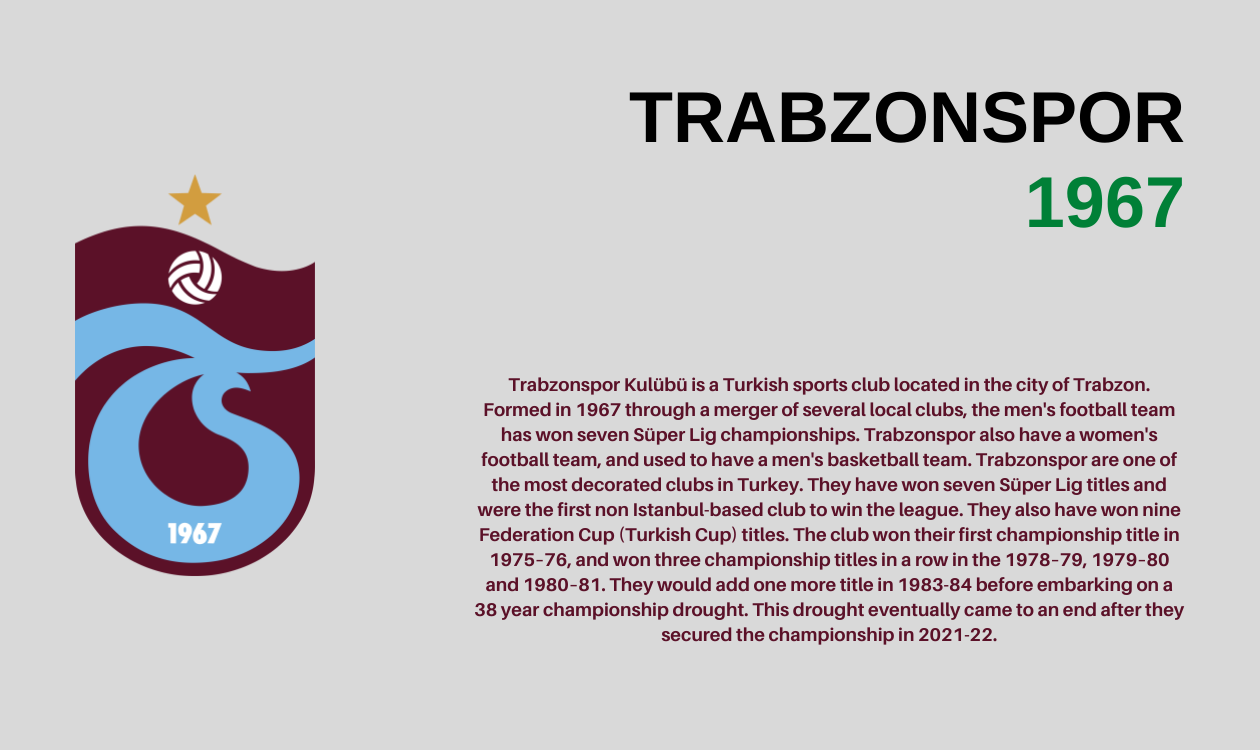 TRABZONSPOR
1967
1967
Trabzonspor Kulübü is a Turkish sports club located in the city of Trabzon.
Formed in 1967 through a merger of several local clubs, the men's football team
has won seven Süper Lig championships. Trabzonspor also have a women's
football team, and used to have a men's basketball team. Trabzonspor are one of
the most decorated clubs in Turkey. They have won seven Süper Lig titles and
were the first non Istanbul-based club to win the league. They also have won nine
Federation Cup (Turkish Cup) titles. The club won their first championship title in
1975–76, and won three championship titles in a row in the 1978–79, 1979–80
and 1980–81. They would add one more title in 1983-84 before embarking on a
38 year championship drought. This drought eventually came to an end after they
secured the championship in 2021-22.